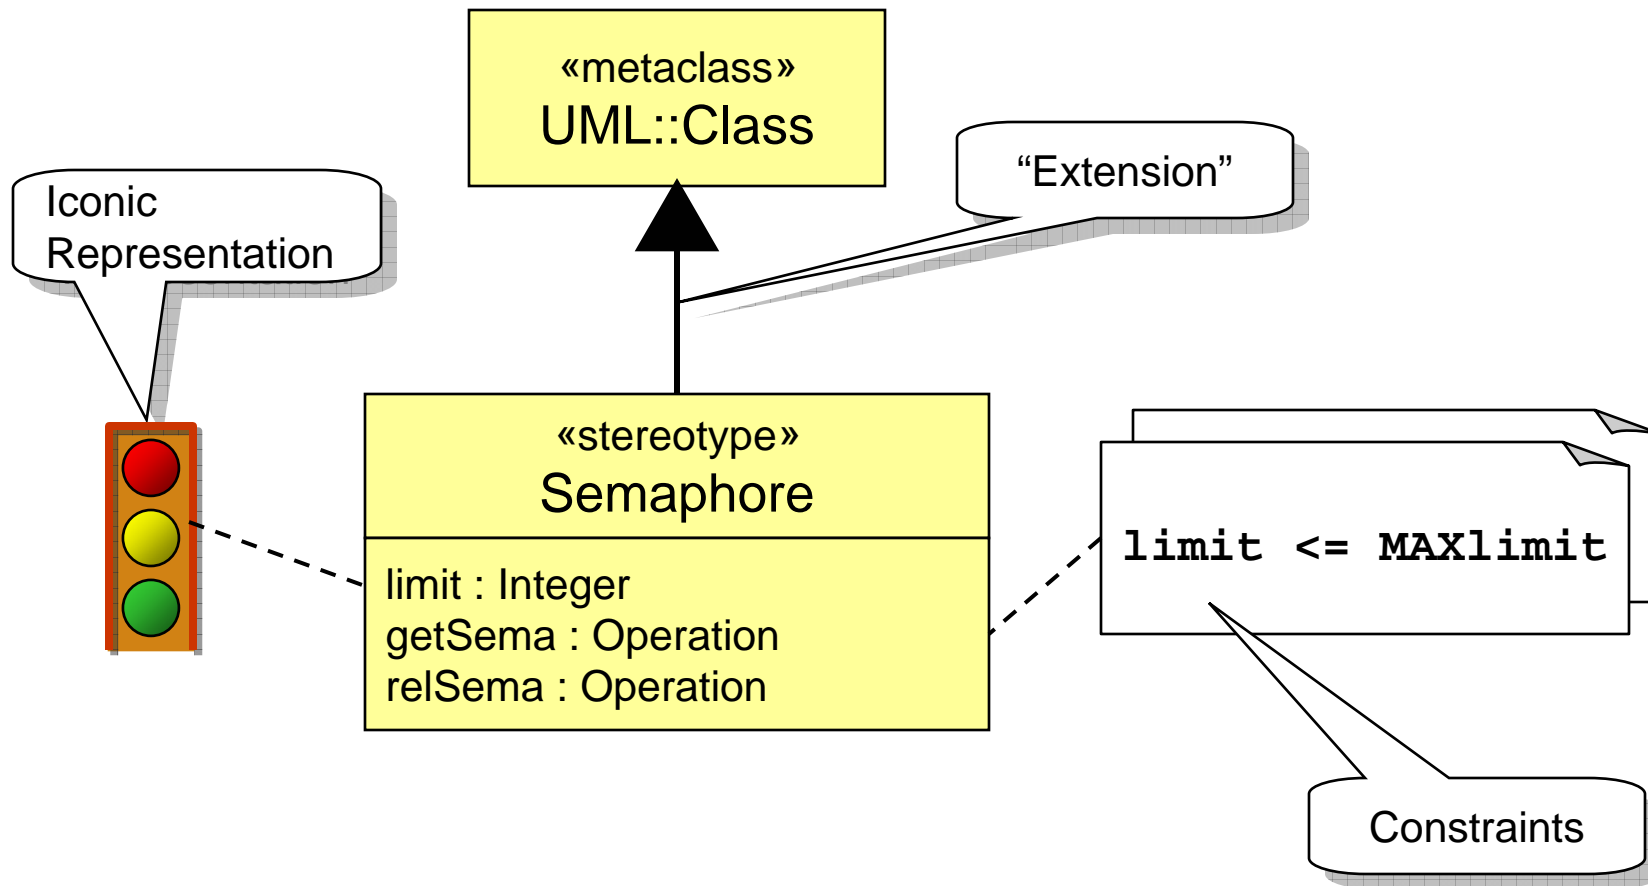 «metaclass»
UML::Class
“Extension”
Iconic
Representation
«stereotype»
Semaphore
limit : Integer
getSema : Operation
relSema : Operation
limit <= MAXlimit
Constraints